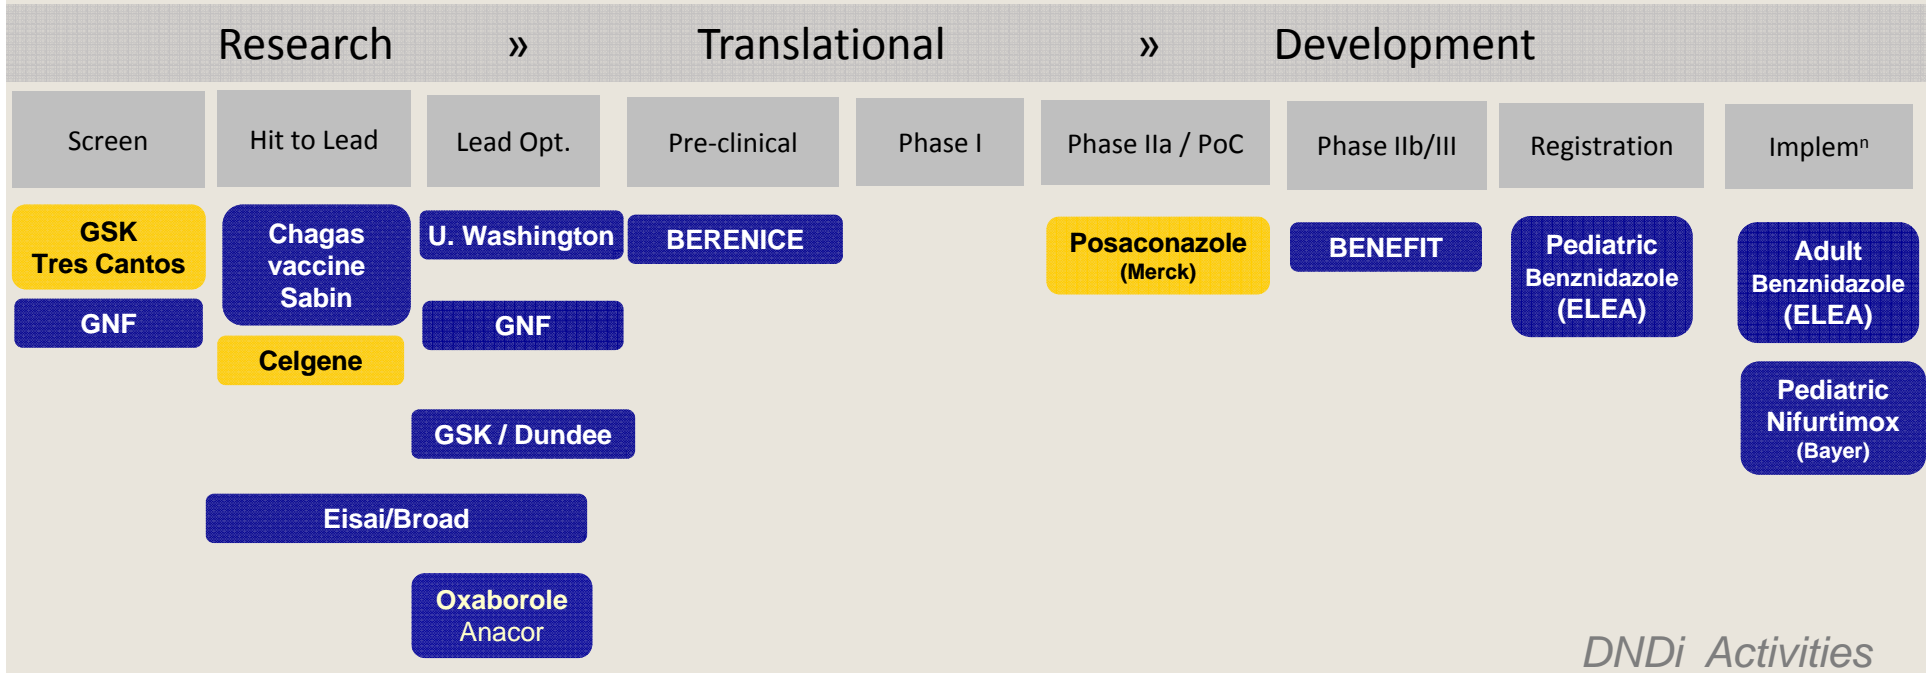 Research » Translational » Development
Screen
Hit to Lead
Lead Opt.
Pre-clinical
Phase I
Phase IIa / PoC
Phase IIb/III
Registration
Implemⁿ
GSK
Tres Cantos
GNF
Chagas
vaccine
Sabin
Celgene
U. Washington
GNF
GSK / Dundee
Eisai/Broad
Oxaborole
Anacor
BERENICE
Posaconazole
(Merck)
BENEFIT
Pediatric
Benznidazole
(ELEA)
Adult
Benznidazole
(ELEA)
Pediatric
Nifurtimox
(Bayer)
DNDi Activities